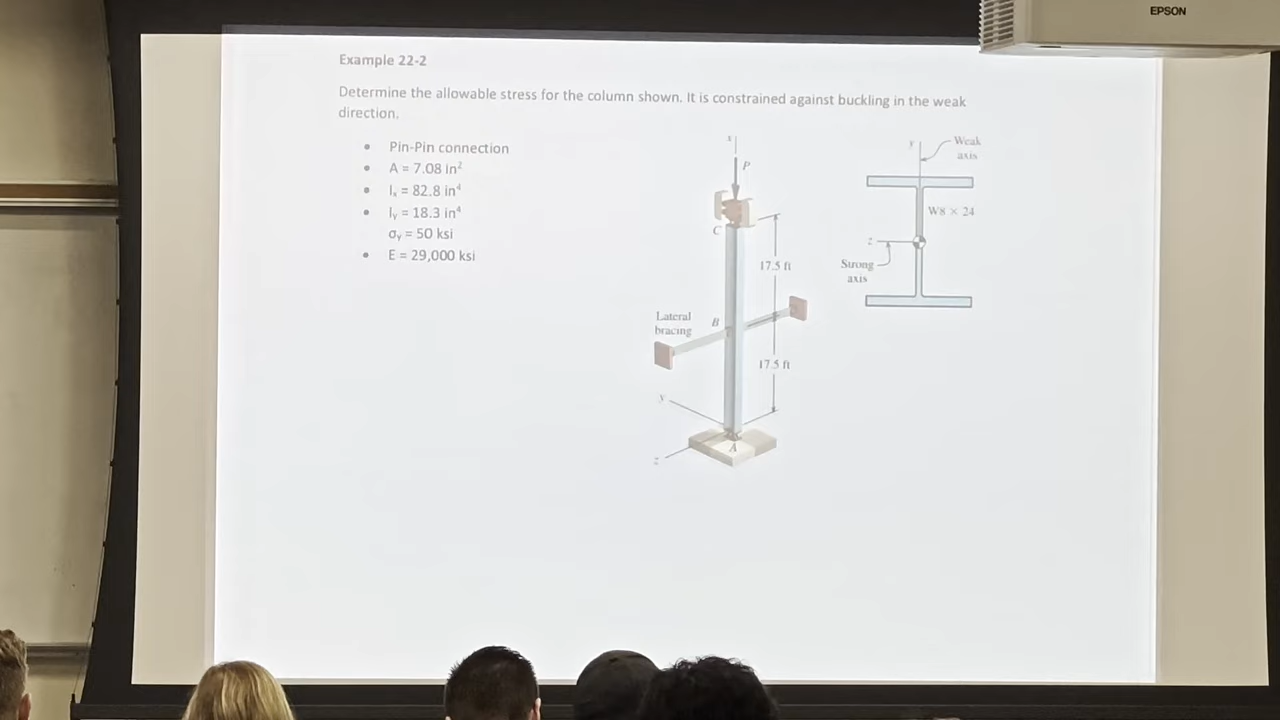 EPSON
Example 22-2
Determine the allowable stress for the column shown. It is constrained against buckling in the weak
direction.
• Pin-Pin connection
• A = 7.08 in²
• Iₓ = 82.8 in⁴
• Iᵧ = 18.3 in⁴
σᵧ = 50 ksi
• E = 29,000 ksi
x
P
C
17.5 ft
Lateral
bracing
B
17.5 ft
y
A
z
y
Weak
axis
W8 × 24
z
Strong
axis